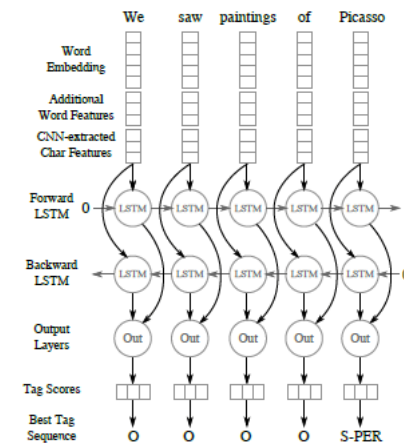 We saw paintings of Picasso
Word
Embedding
Additional
Word Features
CNN-extracted
Char Features
Forward
LSTM
0 LSTM LSTM LSTM LSTM LSTM
Backward
LSTM
LSTM LSTM LSTM LSTM LSTM
Output
Layers
Out Out Out Out Out
Tag Scores
Best Tag
Sequence
O O O O S-PER